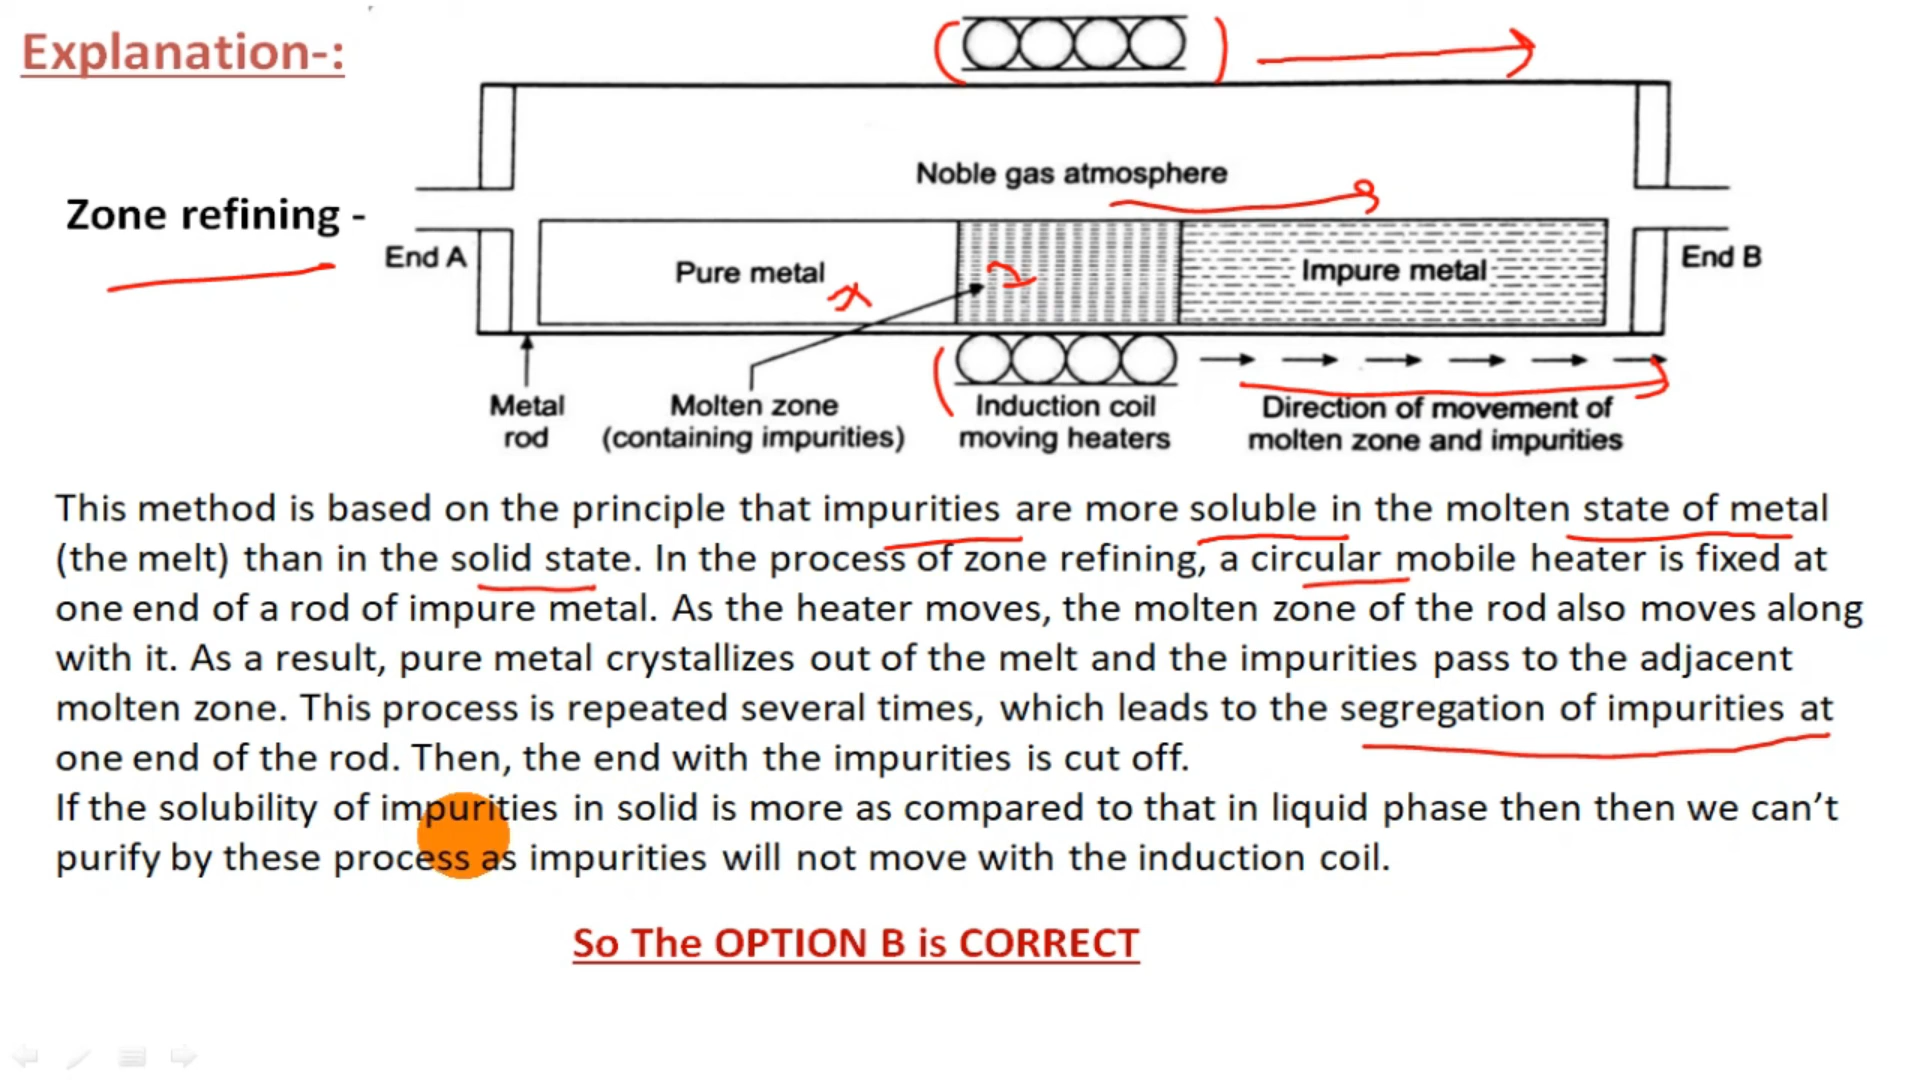 Explanation-:
Noble gas atmosphere
Zone refining -
End A
Pure metal
Impure metal
End B
Metal
rod
Molten zone
(containing impurities)
Induction coil
moving heaters
Direction of movement of
molten zone and impurities
This method is based on the principle that impurities are more soluble in the molten state of metal
(the melt) than in the solid state. In the process of zone refining, a circular mobile heater is fixed at
one end of a rod of impure metal. As the heater moves, the molten zone of the rod also moves along
with it. As a result, pure metal crystallizes out of the melt and the impurities pass to the adjacent
molten zone. This process is repeated several times, which leads to the segregation of impurities at
one end of the rod. Then, the end with the impurities is cut off.
If the solubility of impurities in solid is more as compared to that in liquid phase then then we can’t
purify by these process as impurities will not move with the induction coil.
So The OPTION B is CORRECT